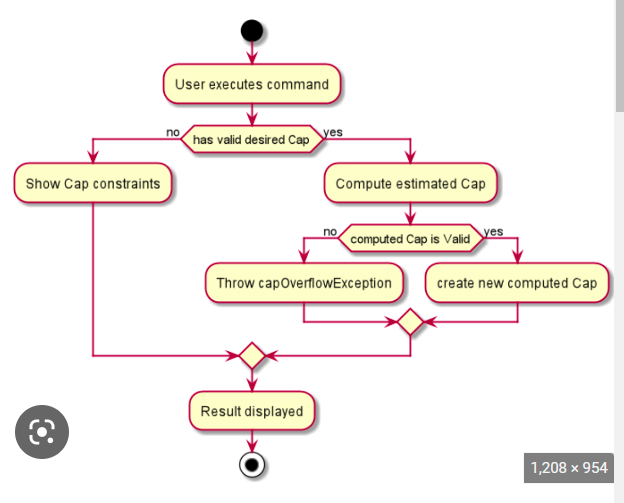 User executes command
no
has valid desired Cap
yes
Show Cap constraints
Compute estimated Cap
no
computed Cap is Valid
yes
Throw capOverflowException
create new computed Cap
Result displayed
1,208 × 954